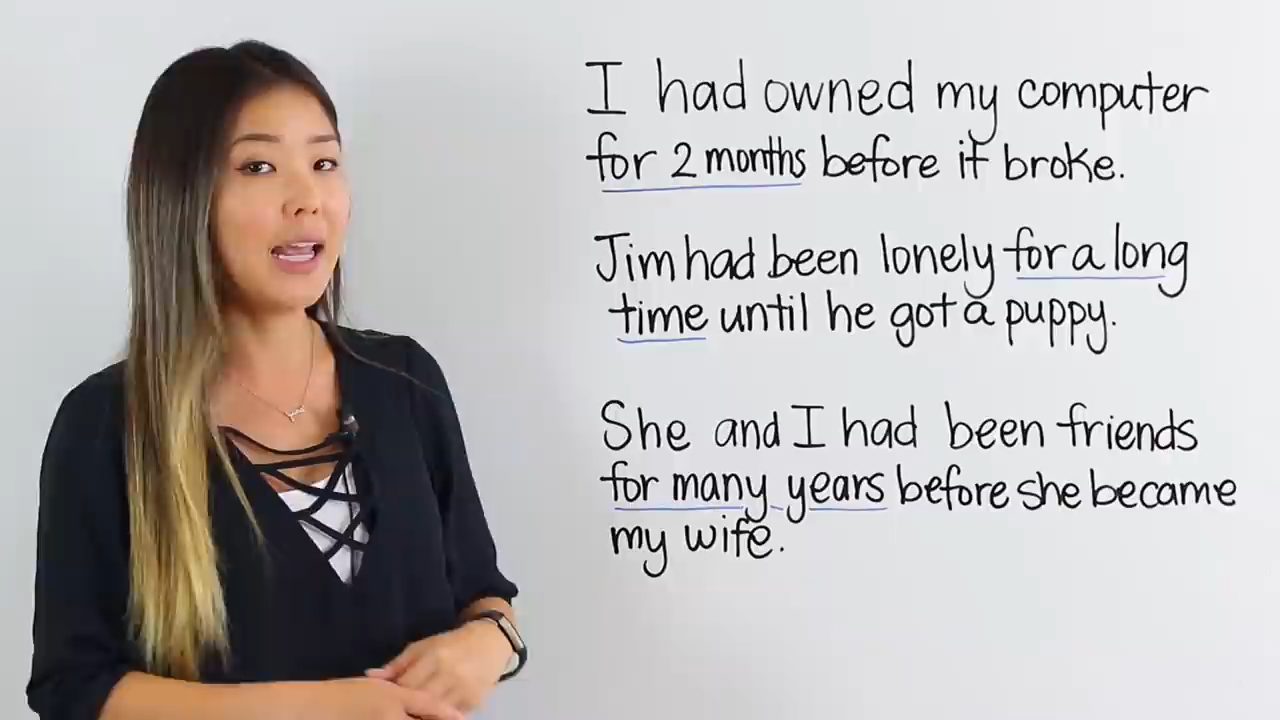 I had owned my computer
for 2 months before it broke.
Jim had been lonely for a long
time until he got a puppy.
She and I had been friends
for many years before she became
my wife.